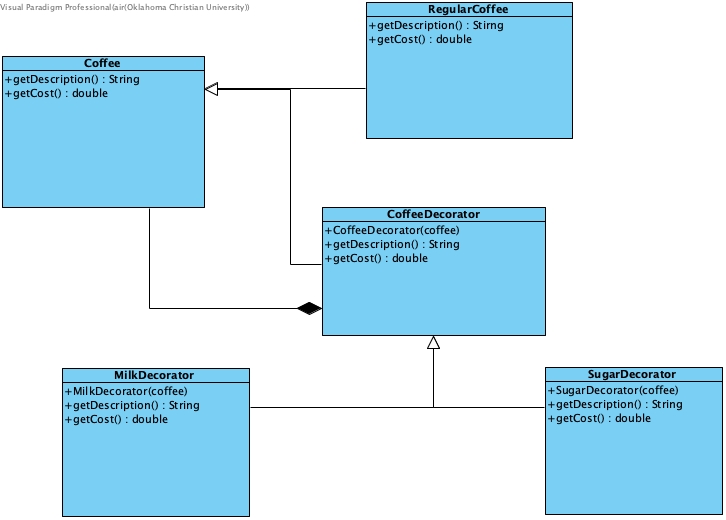 Visual Paradigm Professional(air(Oklahoma Christian University))
RegularCoffee
+getDescription() : Stirng
+getCost() : double
Coffee
+getDescription() : String
+getCost() : double
CoffeeDecorator
+CoffeeDecorator(coffee)
+getDescription() : String
+getCost() : double
MilkDecorator
+MilkDecorator(coffee)
+getDescription() : String
+getCost() : double
SugarDecorator
+SugarDecorator(coffee)
+getDescription() : String
+getCost() : double